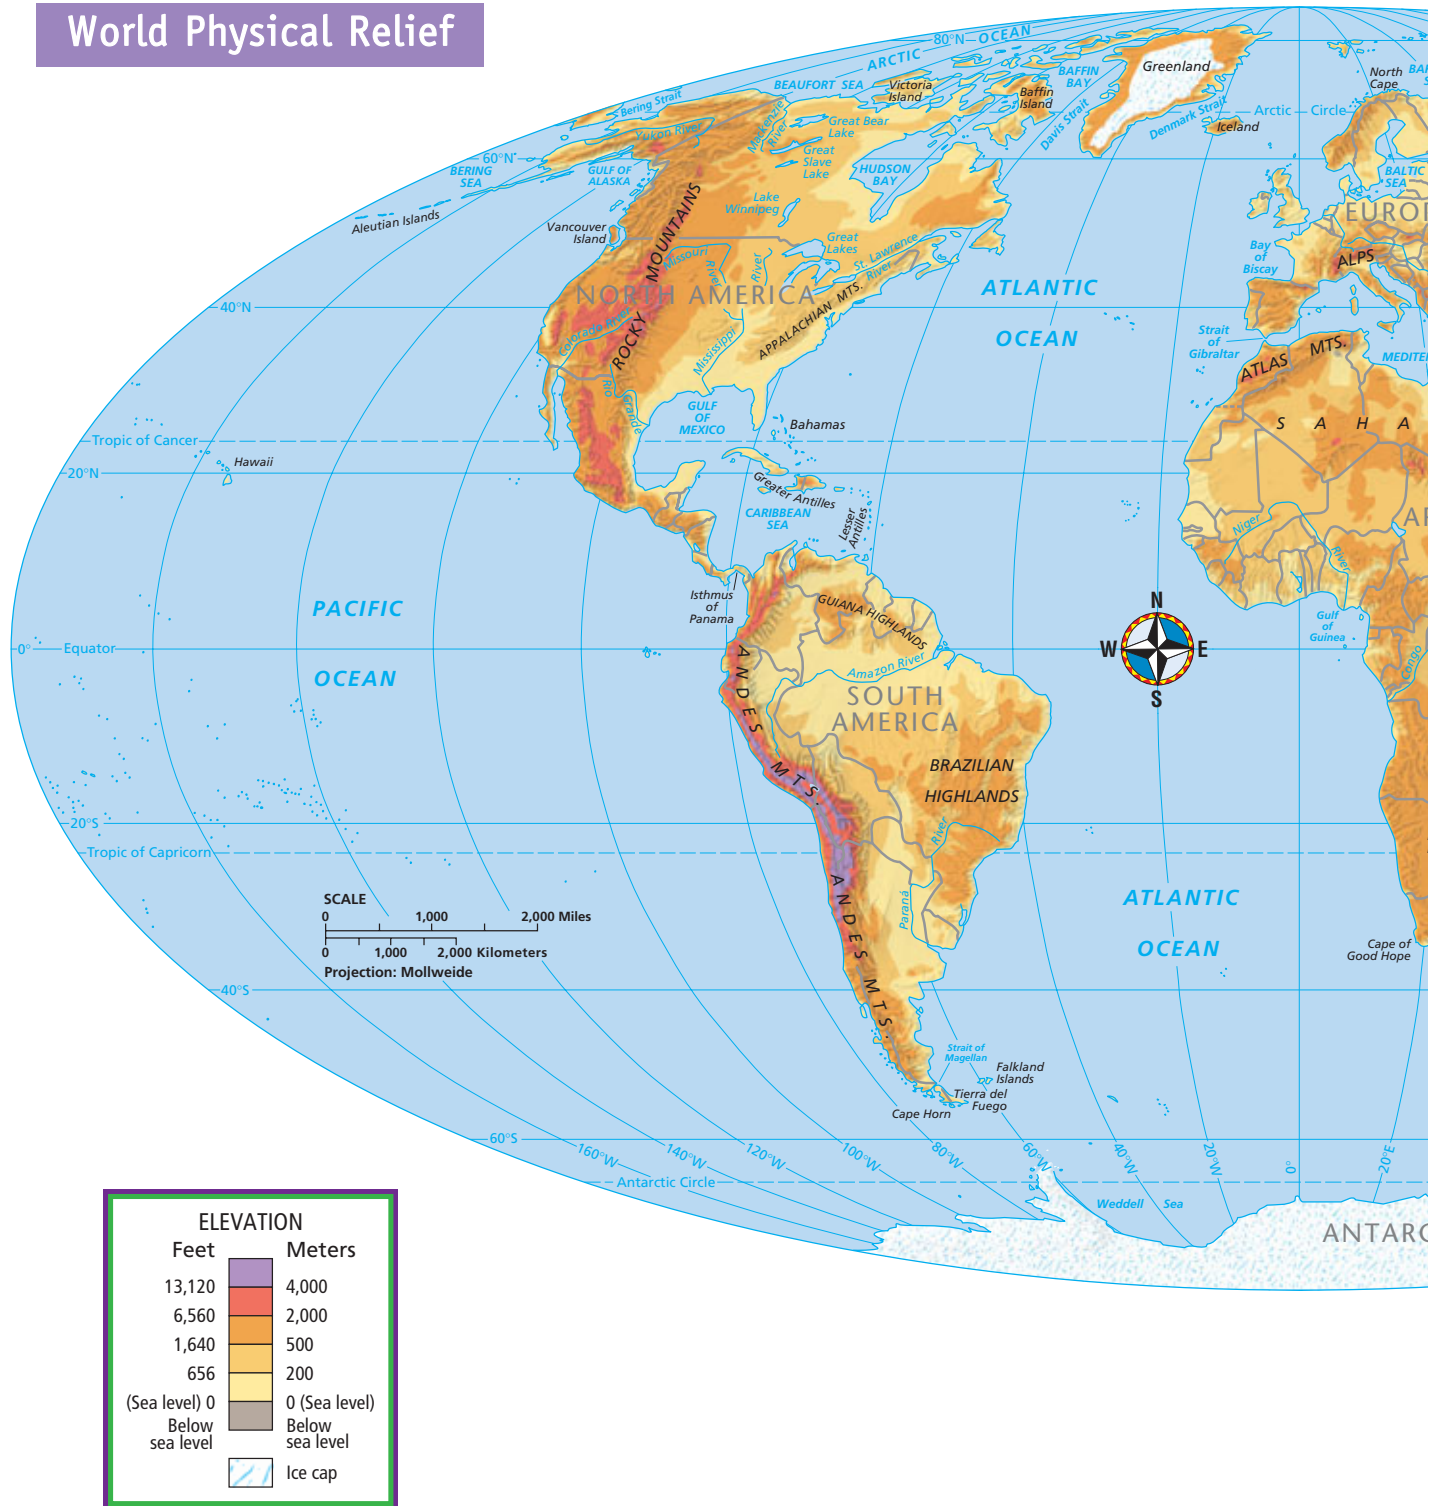 World Physical Relief
80°N
ARCTIC OCEAN
BEAUFORT SEA
Victoria
Island
BAFFIN
BAY
Baffin
Island
Greenland
North
Cape
Bering Strait
Yukon River
Mackenzie
River
Great Bear
Lake
Davis Strait
Denmark Strait
Arctic Circle
Iceland
60°N
BERING
SEA
GULF OF
ALASKA
Great
Slave
Lake
HUDSON
BAY
BALTIC
SEA
Aleutian Islands
Vancouver
Island
Lake
Winnipeg
Great
Lakes
St. Lawrence
River
Bay
of
Biscay
ALPS
ROCKY MOUNTAINS
Missouri
River
River
Mississippi
NORTH AMERICA
APPALACHIAN MTS.
ATLANTIC
OCEAN
40°N
Colorado River
Rio
Grande
Strait
of
Gibraltar
ATLAS MTS.
GULF
OF
MEXICO
Bahamas
S A H A
Tropic of Cancer
20°N
Hawaii
Greater Antilles
CARIBBEAN
SEA
Lesser
Antilles
Niger
River
Isthmus
of
Panama
GUIANA HIGHLANDS
PACIFIC
OCEAN
N
W
E
S
Gulf
of
Guinea
0°
Equator
Congo
Amazon River
SOUTH
AMERICA
ANDES MTS.
BRAZILIAN
HIGHLANDS
20°S
Tropic of Capricorn
Paraná
River
ANDES MTS.
ATLANTIC
OCEAN
SCALE
0 1,000 2,000 Miles
0 1,000 2,000 Kilometers
Projection: Mollweide
Cape of
Good Hope
40°S
Strait of
Magellan
Falkland
Islands
Tierra del
Fuego
Cape Horn
60°S
160°W
140°W
120°W
100°W
80°W
60°W
40°W
20°W
0°
20°E
Antarctic Circle
Weddell Sea
ELEVATION
Feet Meters
13,120 4,000
6,560 2,000
1,640 500
656 200
(Sea level) 0 0 (Sea level)
Below Below
sea level sea level
Ice cap